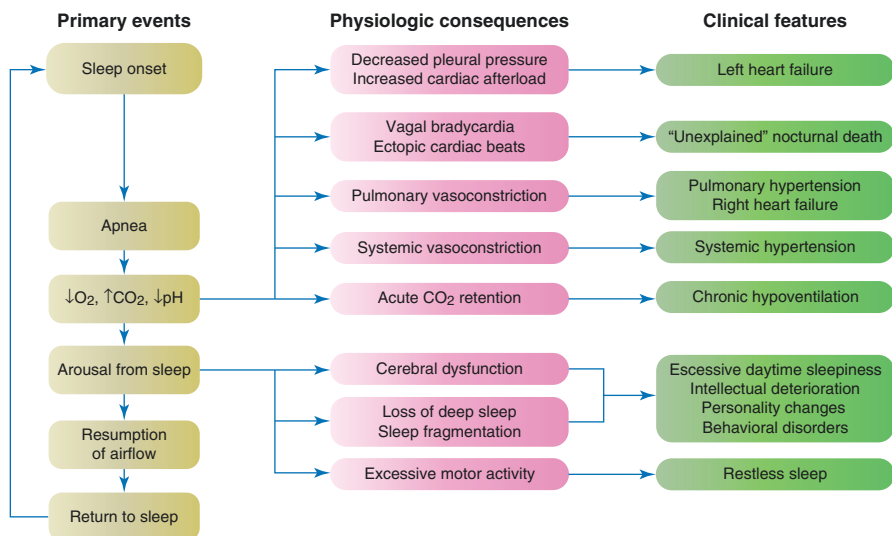 Primary events
Physiologic consequences
Clinical features
Sleep onset
Apnea
↓O₂, ↑CO₂, ↓pH
Arousal from sleep
Resumption
of airflow
Return to sleep
Decreased pleural pressure
Increased cardiac afterload
Vagal bradycardia
Ectopic cardiac beats
Pulmonary vasoconstriction
Systemic vasoconstriction
Acute CO₂ retention
Cerebral dysfunction
Loss of deep sleep
Sleep fragmentation
Excessive motor activity
Left heart failure
“Unexplained” nocturnal death
Pulmonary hypertension
Right heart failure
Systemic hypertension
Chronic hypoventilation
Escessive daytime sleepiness
Intellectual deterioration
Personality changes
Behavioral disorders
Restless sleep